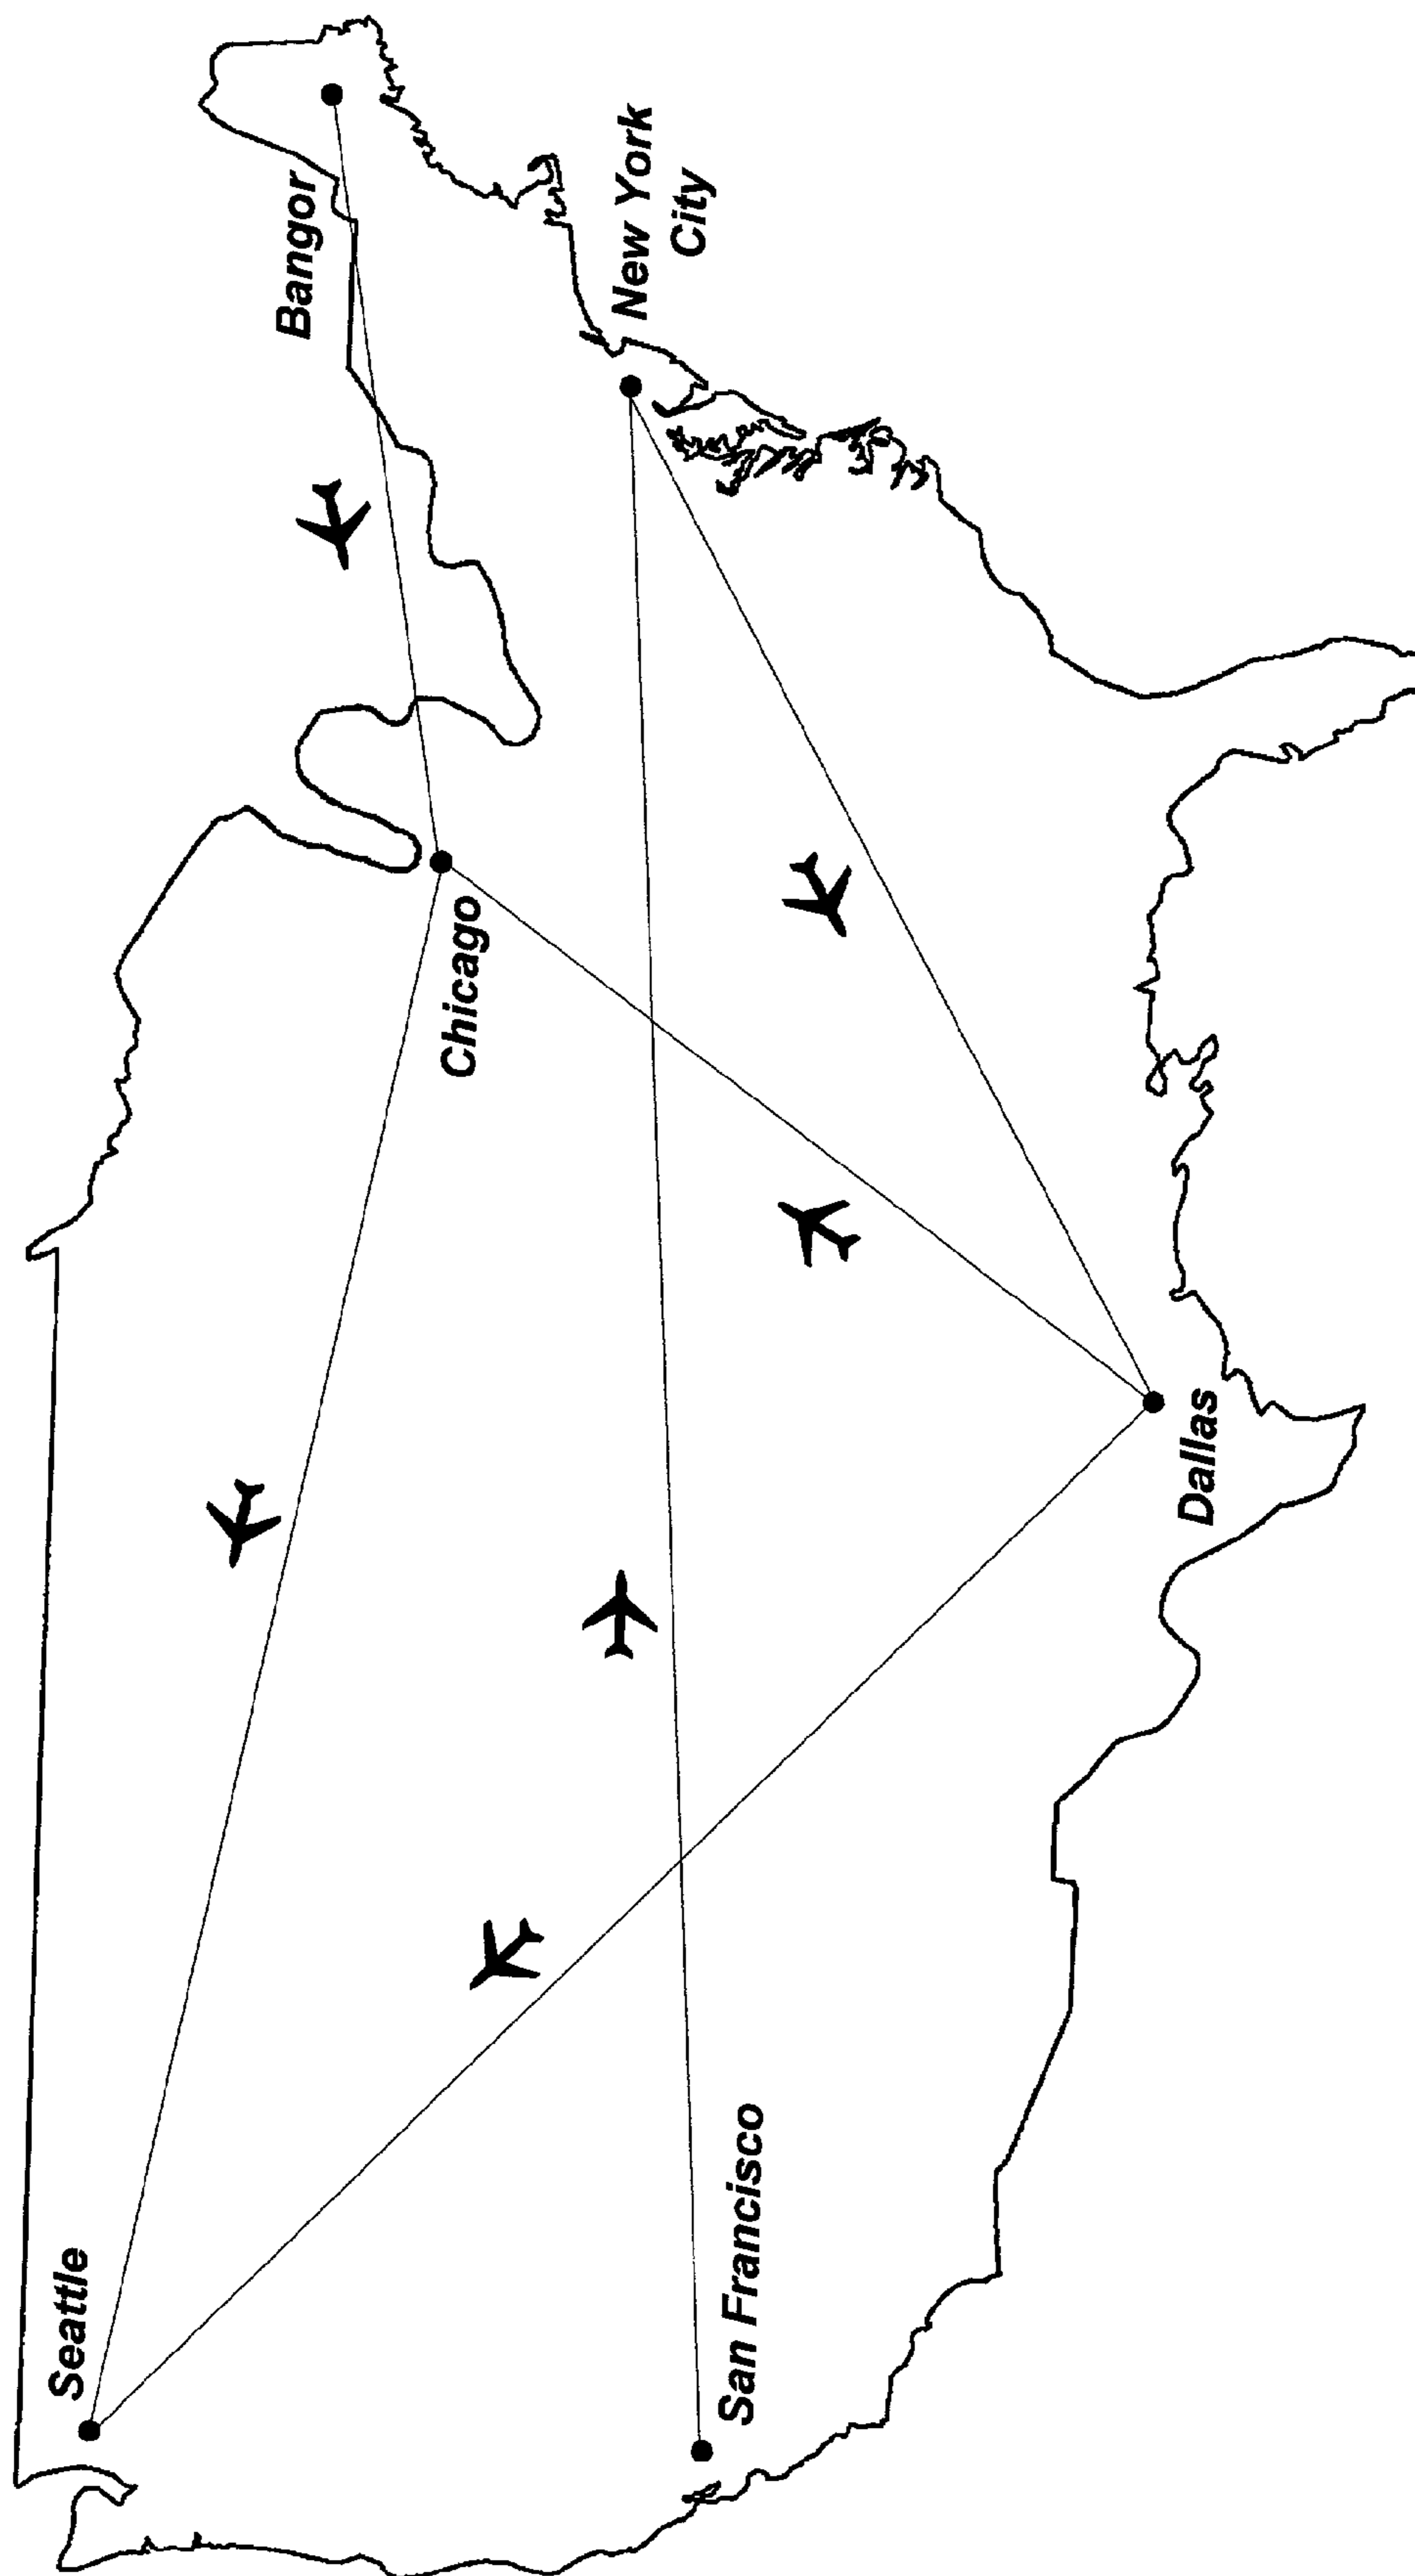 Seattle
San Francisco
Dallas
Chicago
Bangor
New York
City